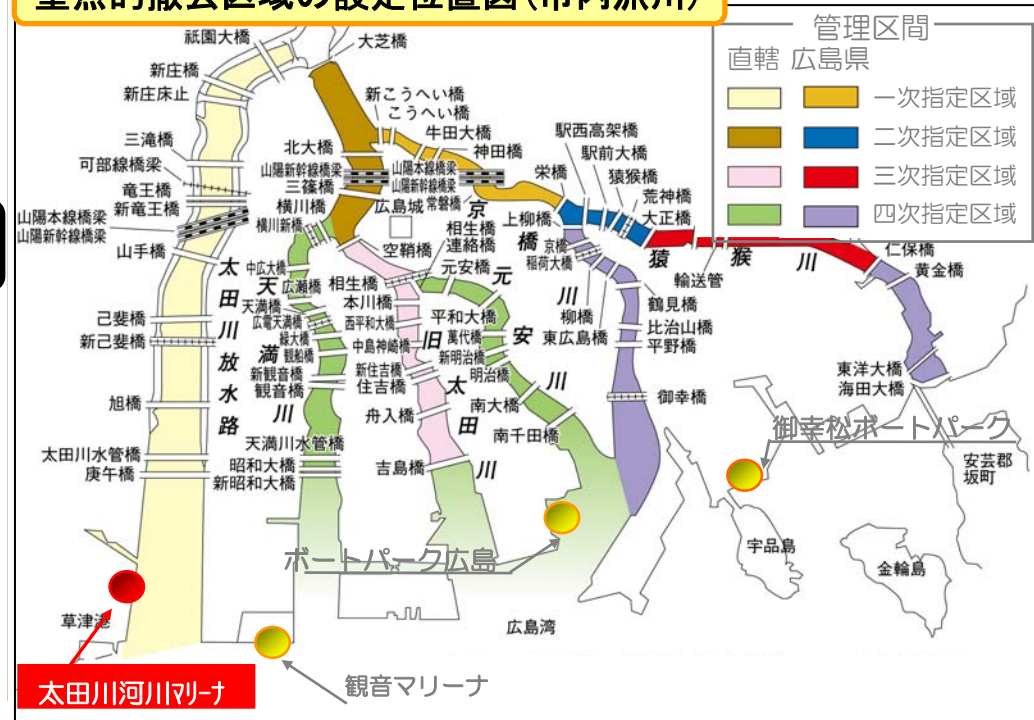 重点的撤去区域の設定位置図(市内派川)
管理区間
直轄 広島県
一次指定区域
二次指定区域
三次指定区域
四次指定区域
祇園大橋
大芝橋
新庄橋
新庄床止
三滝橋
可部線橋梁
竜王橋
新竜王橋
山陽本線橋梁
山陽新幹線橋梁
山手橋
己斐橋
新己斐橋
旭橋
太田川水管橋
庚午橋
草津港
太田川放水路
新こうへい橋
こうへい橋
牛田大橋
神田橋
北大橋
山陽新幹線橋梁
三篠橋
山陽本線橋梁
山陽新幹線橋梁
常盤橋
広島城
横川橋
横川新橋
空鞘橋
相生橋
連絡橋
中広大橋
広瀬橋
天満橋
広電天満橋
緑大橋
観船橋
新観音橋
観音橋
天満川水管橋
昭和大橋
新昭和大橋
天満川
相生橋
本川橋
西平和大橋
中島神崎橋
新住吉橋
住吉橋
舟入橋
吉島橋
旧太田川
元安橋
平和大橋
萬代橋
新明治橋
明治橋
南大橋
南千田橋
元安川
栄橋
上柳橋
京橋
稲荷大橋
柳橋
東広島橋
鶴見橋
比治山橋
平野橋
御幸橋
京橋川
駅西高架橋
駅前大橋
猿猴橋
荒神橋
大正橋
輸送管
仁保橋
黄金橋
東洋大橋
海田大橋
猿猴川
御幸松ボートパーク
安芸郡
坂町
宇品島
金輪島
ボートパーク広島
広島湾
観音マリーナ
太田川河川マリーナ